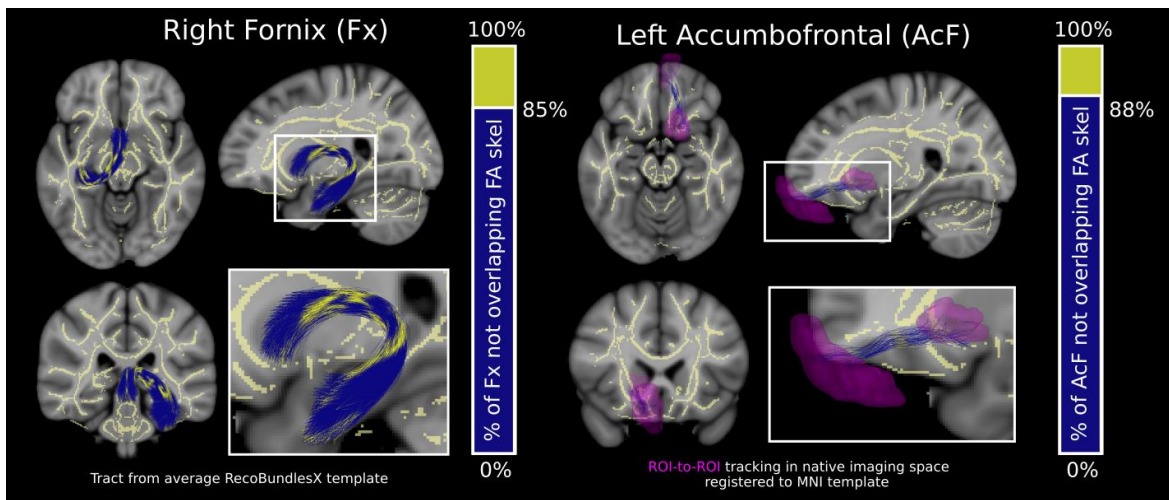 Right Fornix (Fx)
100%
85%
% of Fx not overlapping FA skel
0%
Tract from average RecoBundlesX template
Left Accumbofrontal (AcF)
100%
88%
% of AcF not overlapping FA skel
0%
ROI-to-ROI tracking in native imaging space
registered to MNI template